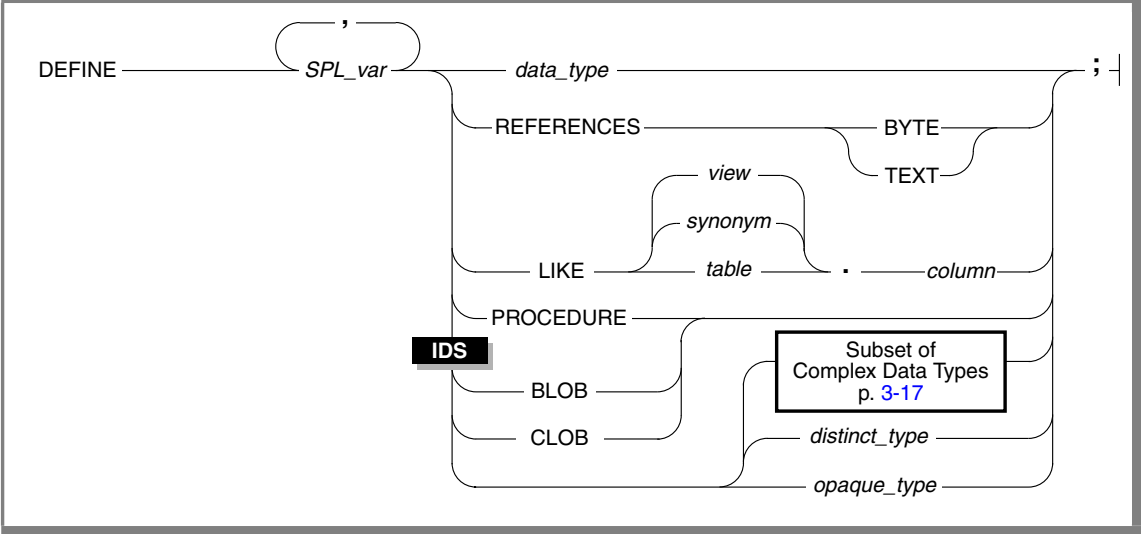 ,
DEFINE SPL_var data_type ;
REFERENCES BYTE
TEXT
view
synonym
LIKE table . column
PROCEDURE
IDS
Subset of
Complex Data Types
p. 3-17
BLOB
CLOB
distinct_type
opaque_type